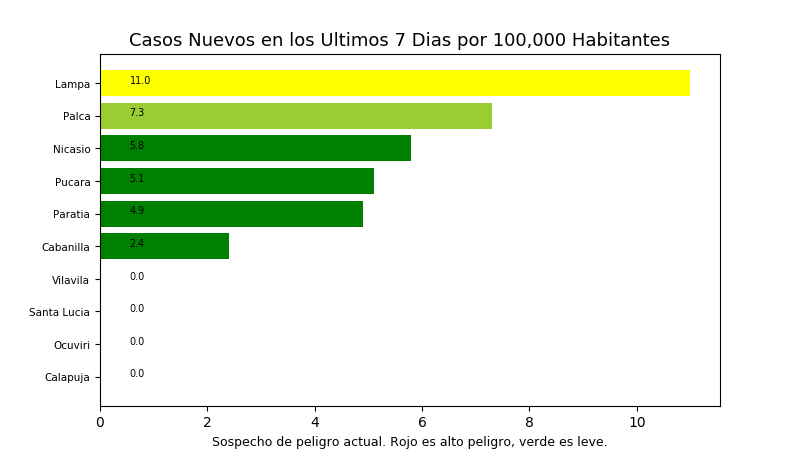 Casos Nuevos en los Ultimos 7 Dias por 100,000 Habitantes
Lampa 11.0
Palca 7.3
Nicasio 5.8
Pucara 5.1
Paratia 4.9
Cabanilla 2.4
Vilavila 0.0
Santa Lucia 0.0
Ocuviri 0.0
Calapuja 0.0
0 2 4 6 8 10
Sospecho de peligro actual. Rojo es alto peligro, verde es leve.